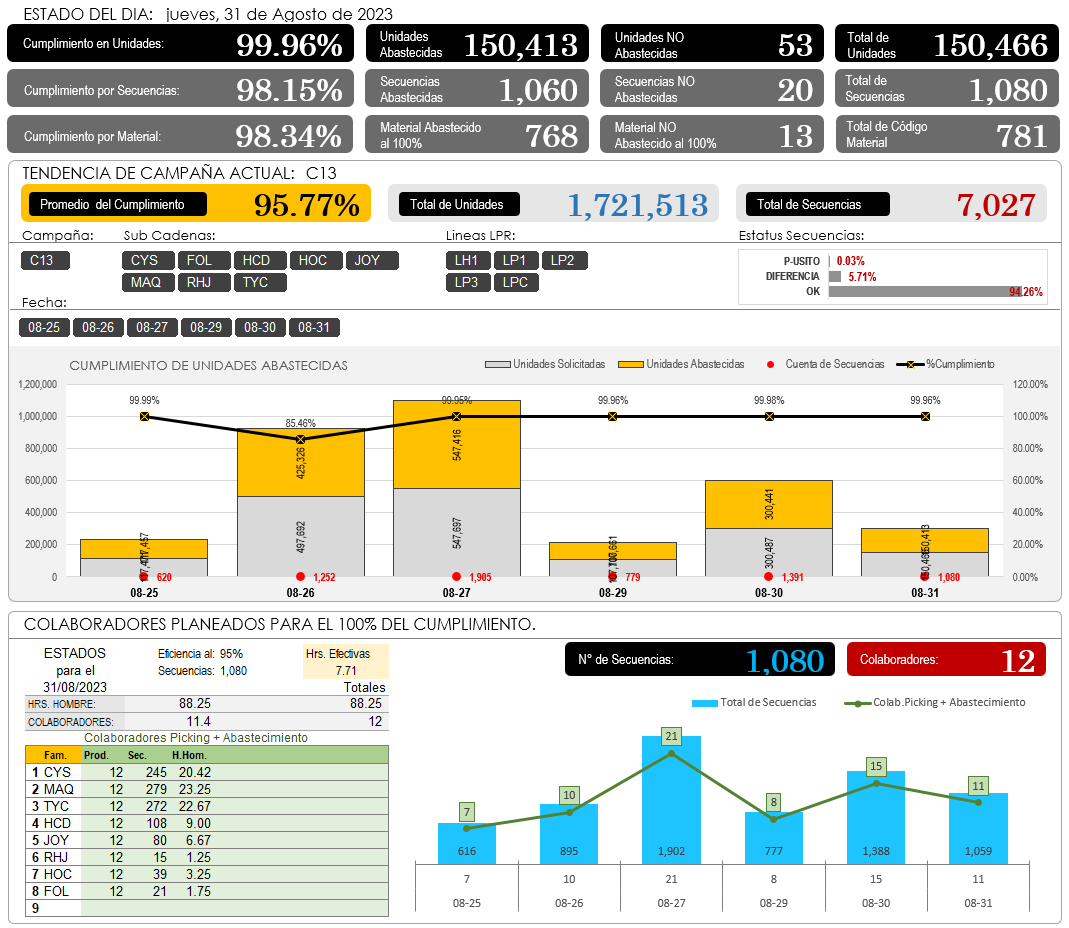 ESTADO DEL DIA: jueves, 31 de Agosto de 2023
Cumplimiento en Unidades: 99.96%
Unidades Abastecidas 150,413
Unidades NO Abastecidas 53
Total de Unidades 150,466
Cumplimiento por Secuencias: 98.15%
Secuencias Abastecidas 1,060
Secuencias NO Abastecidas 20
Total de Secuencias 1,080
Cumplimiento por Material: 98.34%
Material Abastecido al 100% 768
Material NO Abastecido al 100% 13
Total de Código Material 781
TENDENCIA DE CAMPAÑA ACTUAL: C13
Promedio del Cumplimiento 95.77%
Total de Unidades 1,721,513
Total de Secuencias 7,027
Campaña: Sub Cadenas: Lineas LPR: Estatus Secuencias:
C13 CYS FOL HCD HOC JOY LH1 LP1 LP2
MAQ RHJ TYC LP3 LPC
P-USITO 0.03%
DIFERENCIA 5.71%
OK 94.26%
Fecha:
08-25 08-26 08-27 08-29 08-30 08-31
CUMPLIMIENTO DE UNIDADES ABASTECIDAS
Unidades Solicitadas Unidades Abastecidas Cuenta de Secuencias %Cumplimiento
1,200,000 120.00%
99.99% 85.46% 99.95% 99.96% 99.98% 99.96%
1,000,000 100.00%
800,000 80.00%
425,326 547,416
600,000 60.00%
300,441
400,000 40.00%
497,692 547,697
200,000 20.00%
300,487 150,413
0 0.00%
620 1,252 1,905 779 1,391 1,080
08-25 08-26 08-27 08-29 08-30 08-31
COLABORADORES PLANEADOS PARA EL 100% DEL CUMPLIMIENTO.
ESTADOS
para el
31/08/2023
Eficiencia al: 95%
Secuencias: 1,080
Hrs. Efectivas
7.71
Totales
HRS. HOMBRE: 88.25 88.25
COLABORADORES: 11.4 12
Colaboradores Picking + Abastecimiento
Fam. Prod. Sec. H.Hom.
1 CYS 12 245 20.42
2 MAQ 12 279 23.25
3 TYC 12 272 22.67
4 HCD 12 108 9.00
5 JOY 12 80 6.67
6 RHJ 12 15 1.25
7 HOC 12 39 3.25
8 FOL 12 21 1.75
9
N° de Secuencias: 1,080
Colaboradores: 12
Total de Secuencias Colab.Picking + Abastecimiento
7 10 21 8 15 11
616 895 1,902 777 1,388 1,059
7 10 21 8 15 11
08-25 08-26 08-27 08-29 08-30 08-31